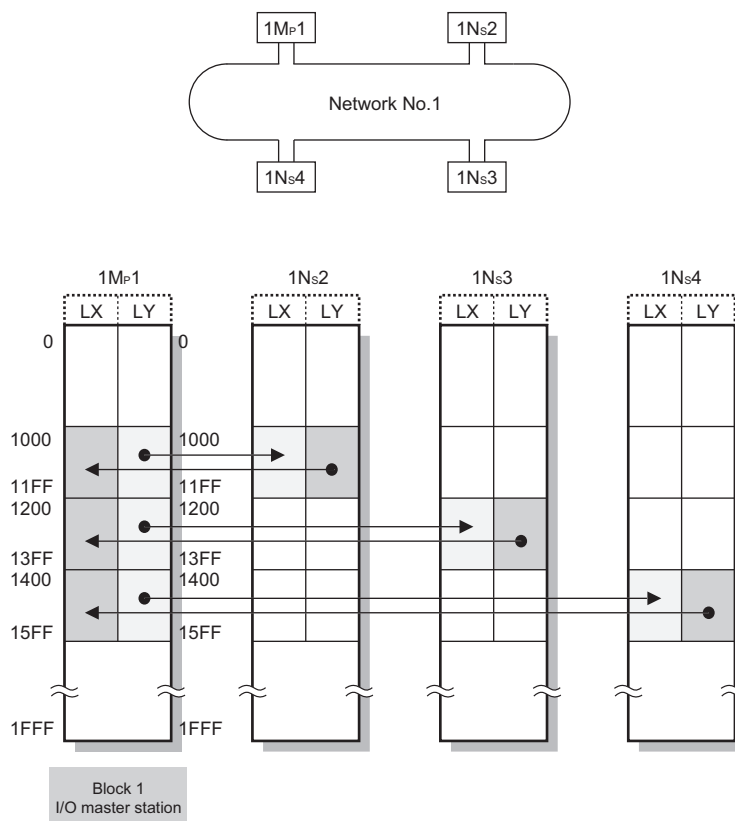 1MP1
1NS2
Network No.1
1NS4
1NS3
1MP1
1NS2
1NS3
1NS4
LX LY LX LY LX LY LX LY
0 0
1000 1000
11FF 11FF
1200 1200
13FF 13FF
1400 1400
15FF 15FF
1FFF 1FFF
Block 1
I/O master station